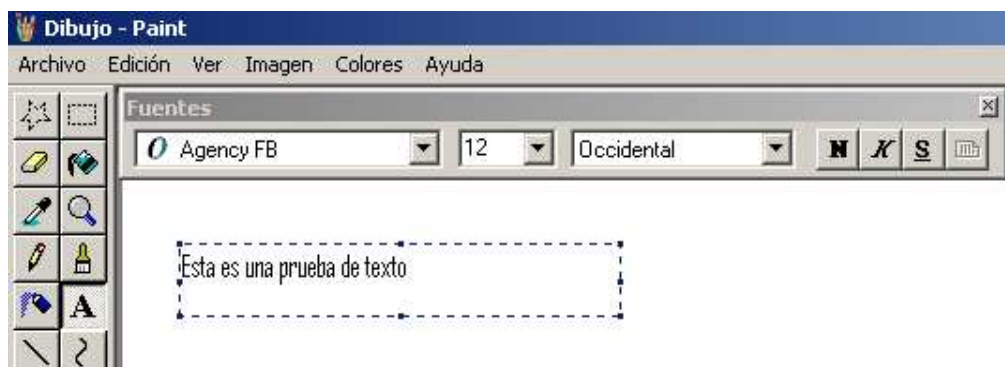 Dibujo - Paint
Archivo Edición Ver Imagen Colores Ayuda
Fuentes
O Agency FB 12 Occidental N K S
Esta es una prueba de texto
A